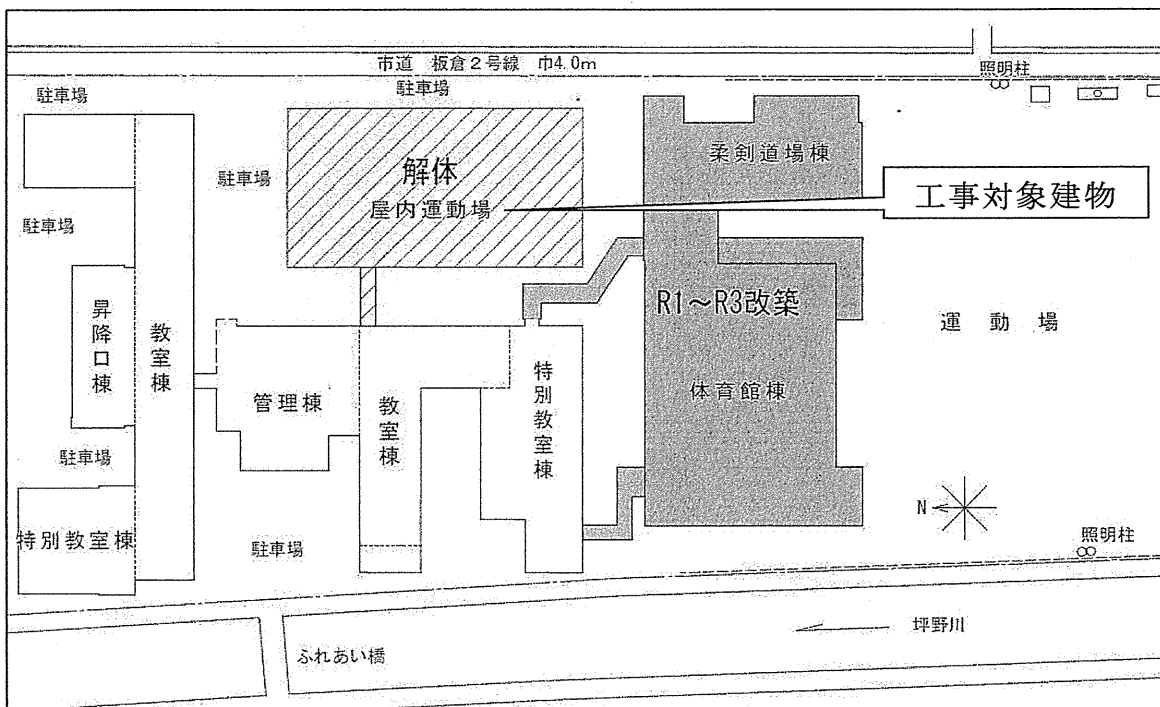 市道 板倉2号線 巾4.0m
照明柱
駐車場
駐車場
解体
屋内運動場
柔剣道場棟
工事対象建物
駐車場
駐車場
昇降口棟
教室棟
R1～R3改築
運動場
管理棟
教室棟
特別教室棟
体育館棟
駐車場
特別教室棟
駐車場
N
照明柱
坪野川
ふれあい橋